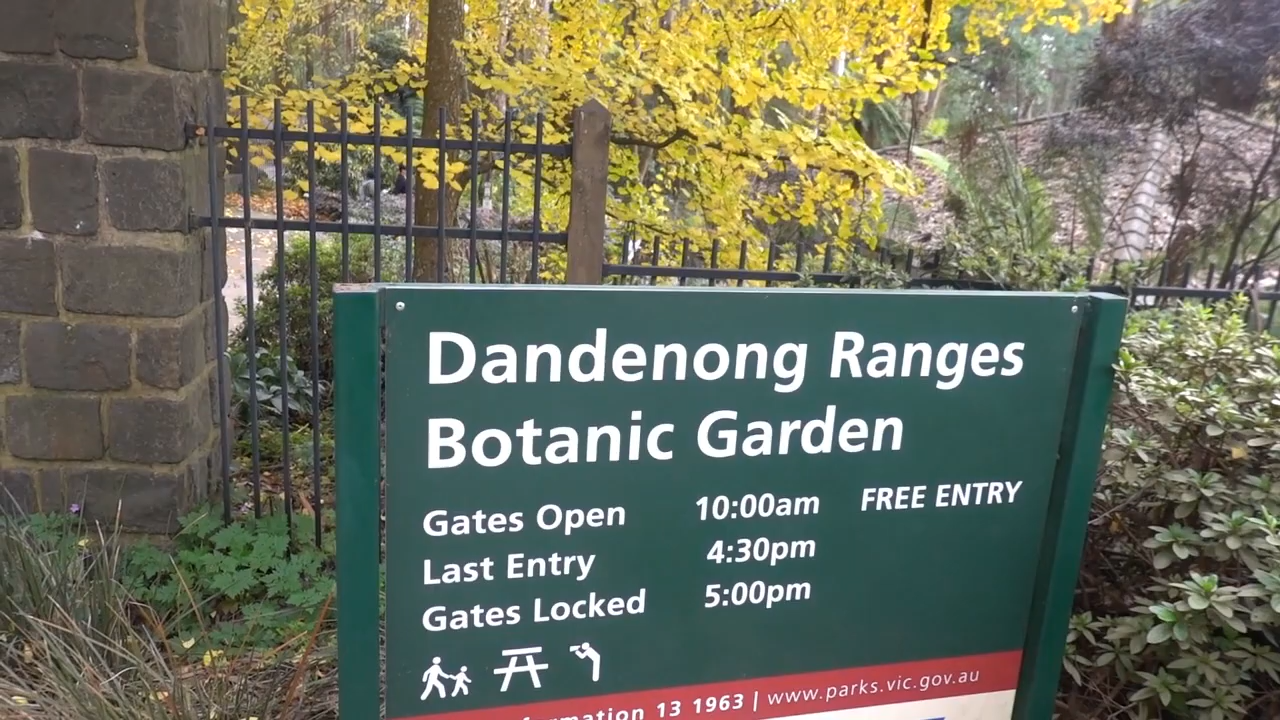 Dandenong Ranges
Botanic Garden
Gates Open 10:00am FREE ENTRY
Last Entry 4:30pm
Gates Locked 5:00pm
13 1963 | www.parks.vic.gov.au